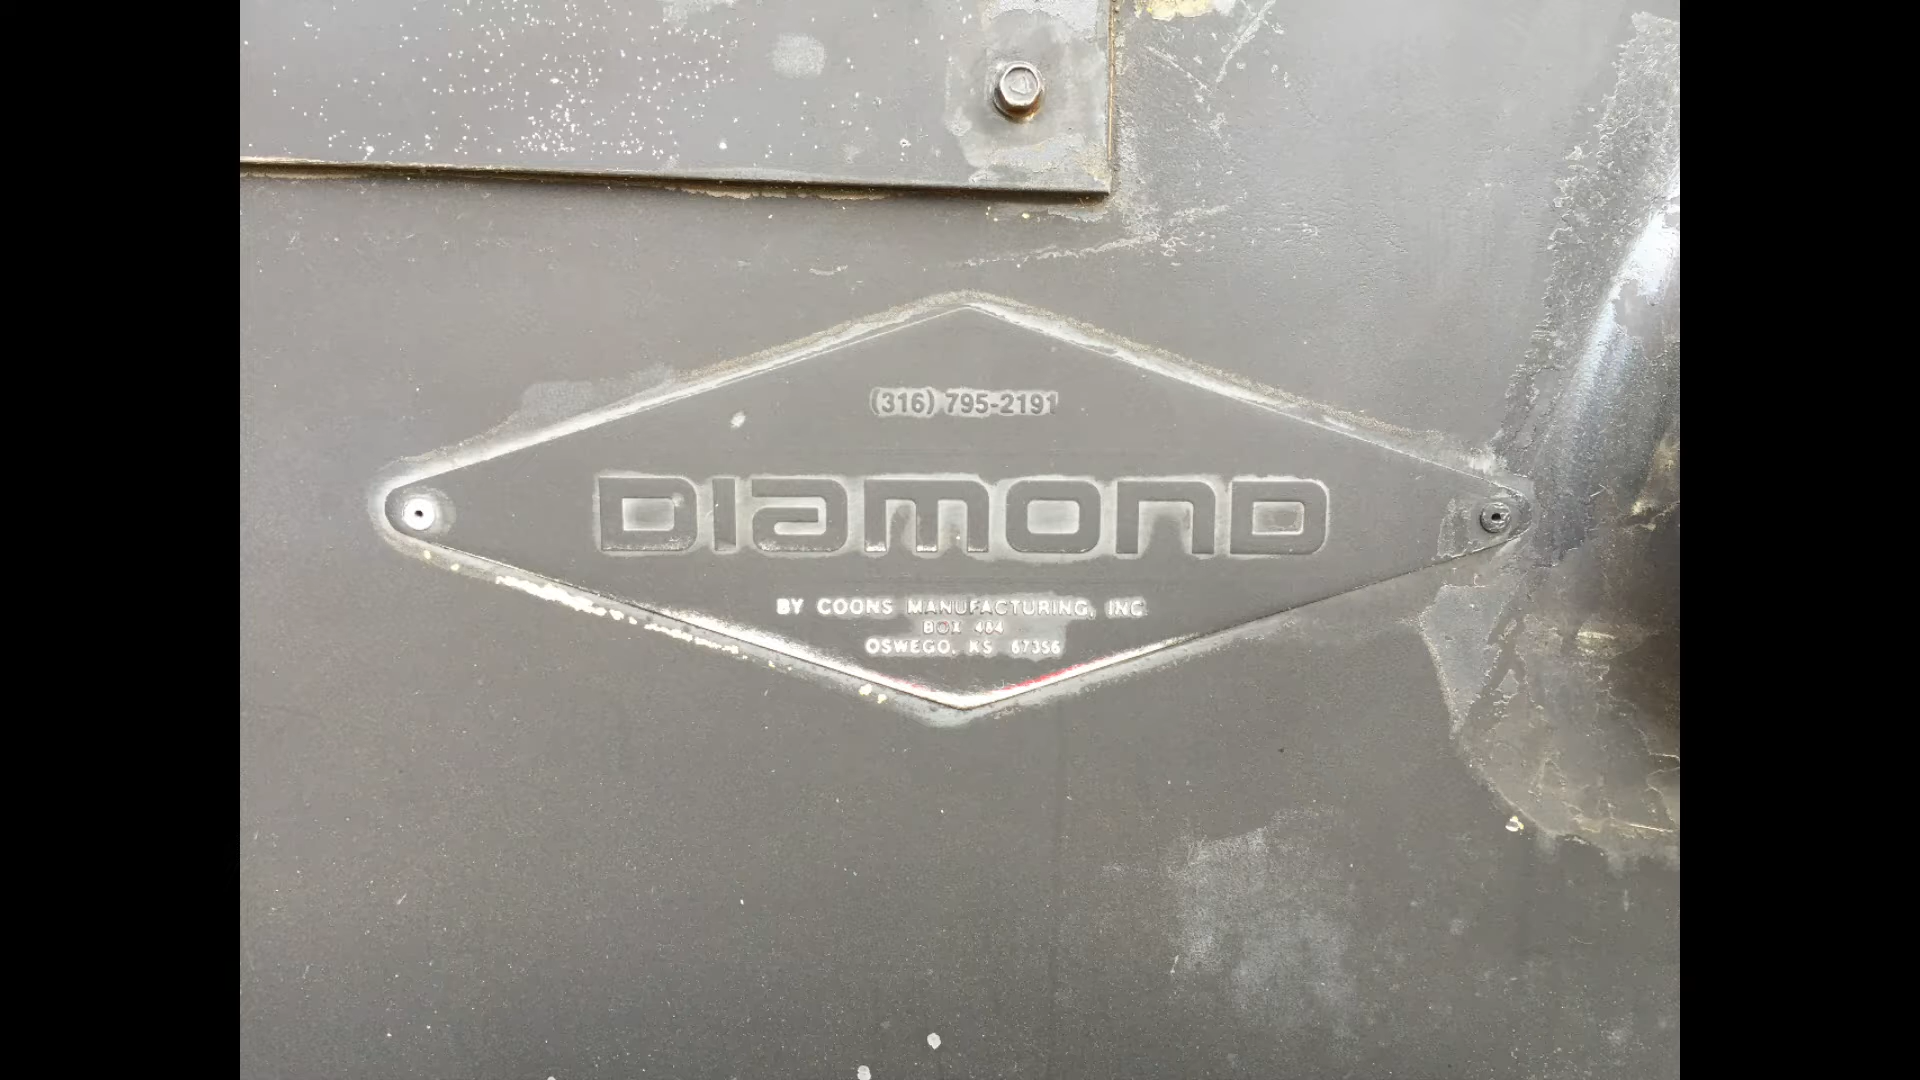 (316) 795-2191
DIAMOND
BY COONS MANUFACTURING, INC.
BOX 484
OSWEGO, KS 67356